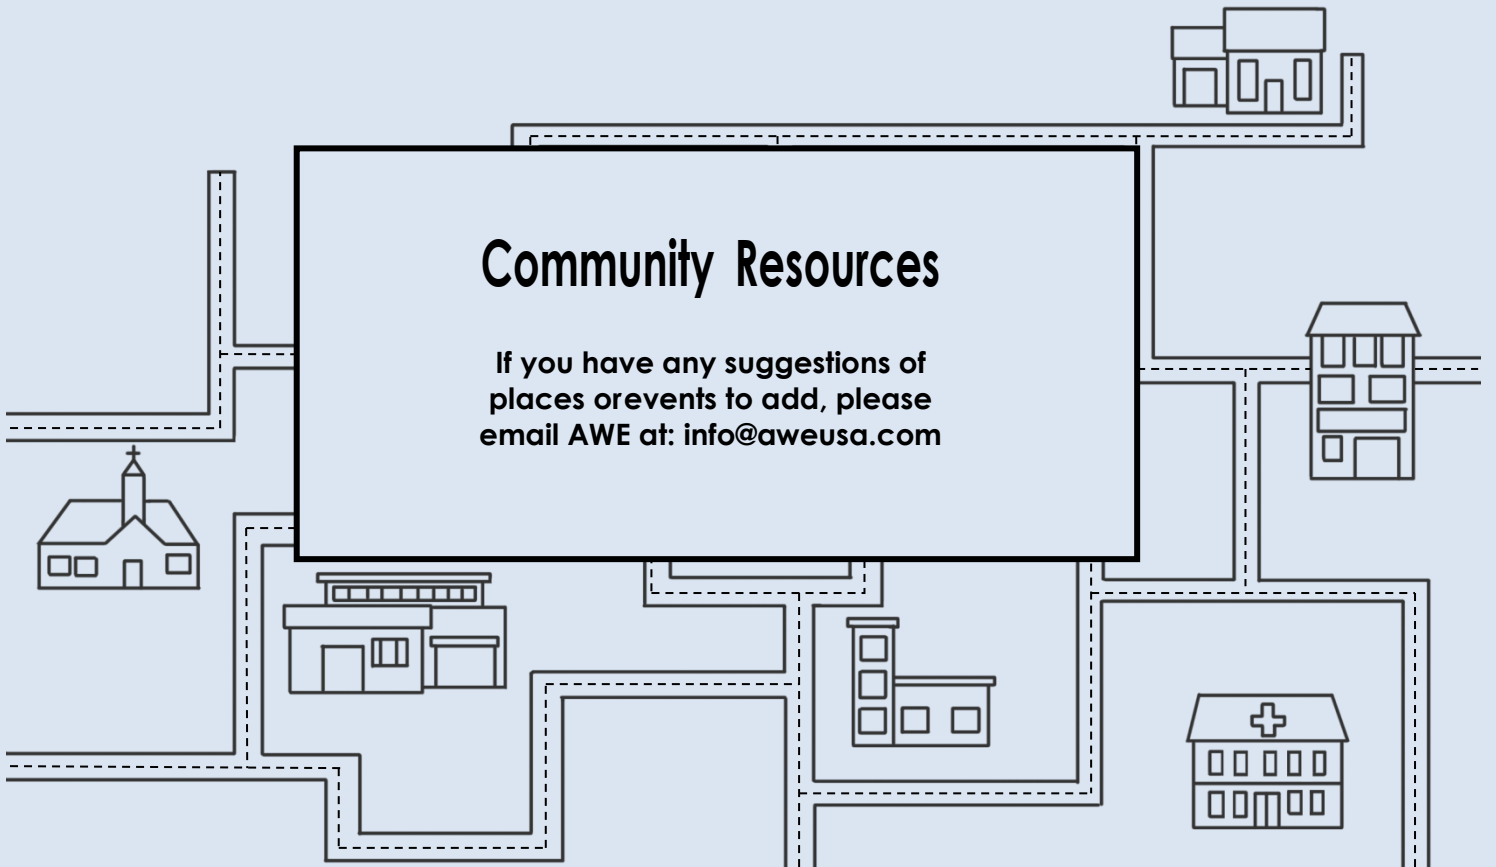 Community Resources
If you have any suggestions of
places orevents to add, please
email AWE at: info@aweusa.com